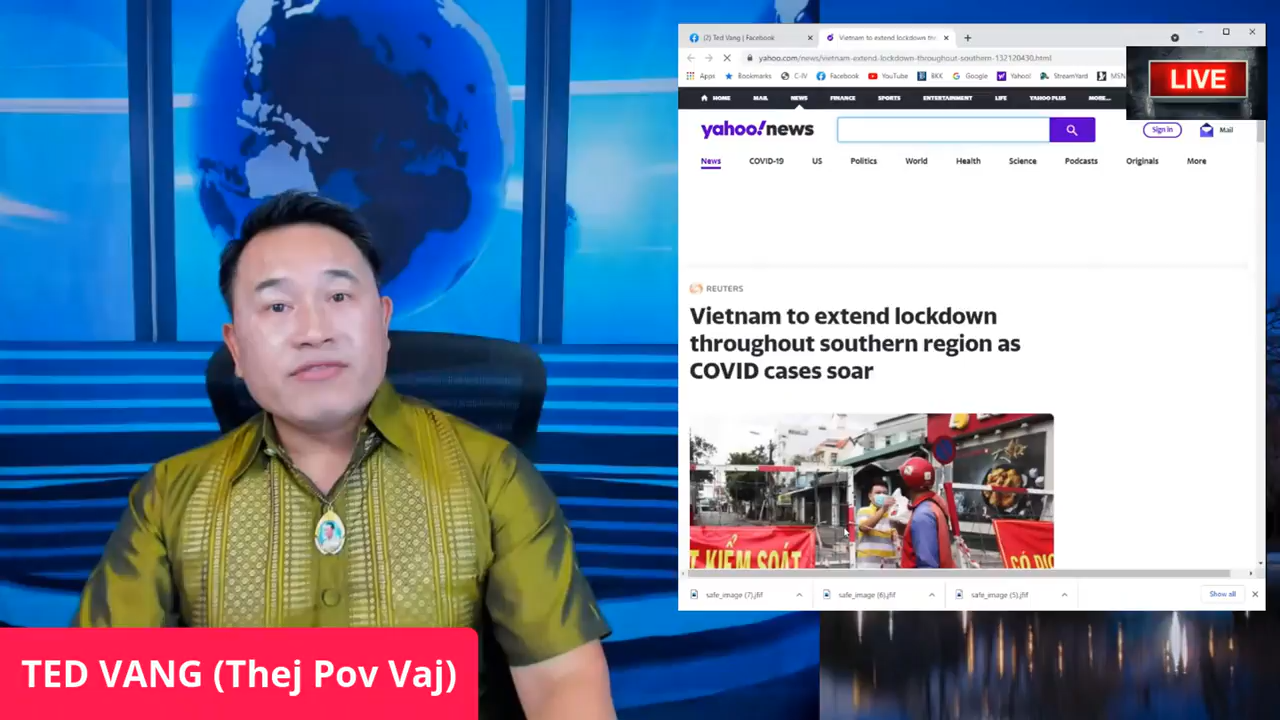 (2) Ted Vang | Facebook
Vietnam to extend lockdown thr
yahoo.com/news/vietnam-extend-lockdown-throughout-southern-132120430.html
Apps Bookmarks C-IV Facebook YouTube BKK Google Yahoo! StreamYard MSN
LIVE
HOME MAIL NEWS FINANCE SPORTS ENTERTAINMENT LIFE YAHOO PLUS MORE...
yahoo!news
Sign in Mail
News COVID-19 US Politics World Health Science Podcasts Originals More
REUTERS
Vietnam to extend lockdown
throughout southern region as
COVID cases soar
T KIỂM SOÁT
CÓ DỊC
safe_image (7).jfif safe_image (6).jfif safe_image (5).jfif Show all
TED VANG (Thej Pov Vaj)